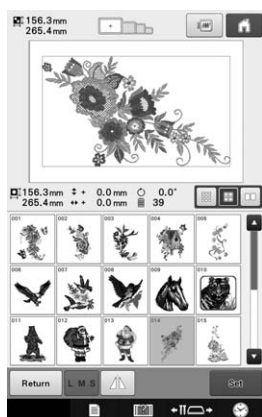 156.3mm
265.4mm
156.3mm + 0.0mm 0.0°
265.4mm + 0.0mm 39
001 002 003 004 005
006 007 008 009 010
011 012 013 014 015
Return L M S Set